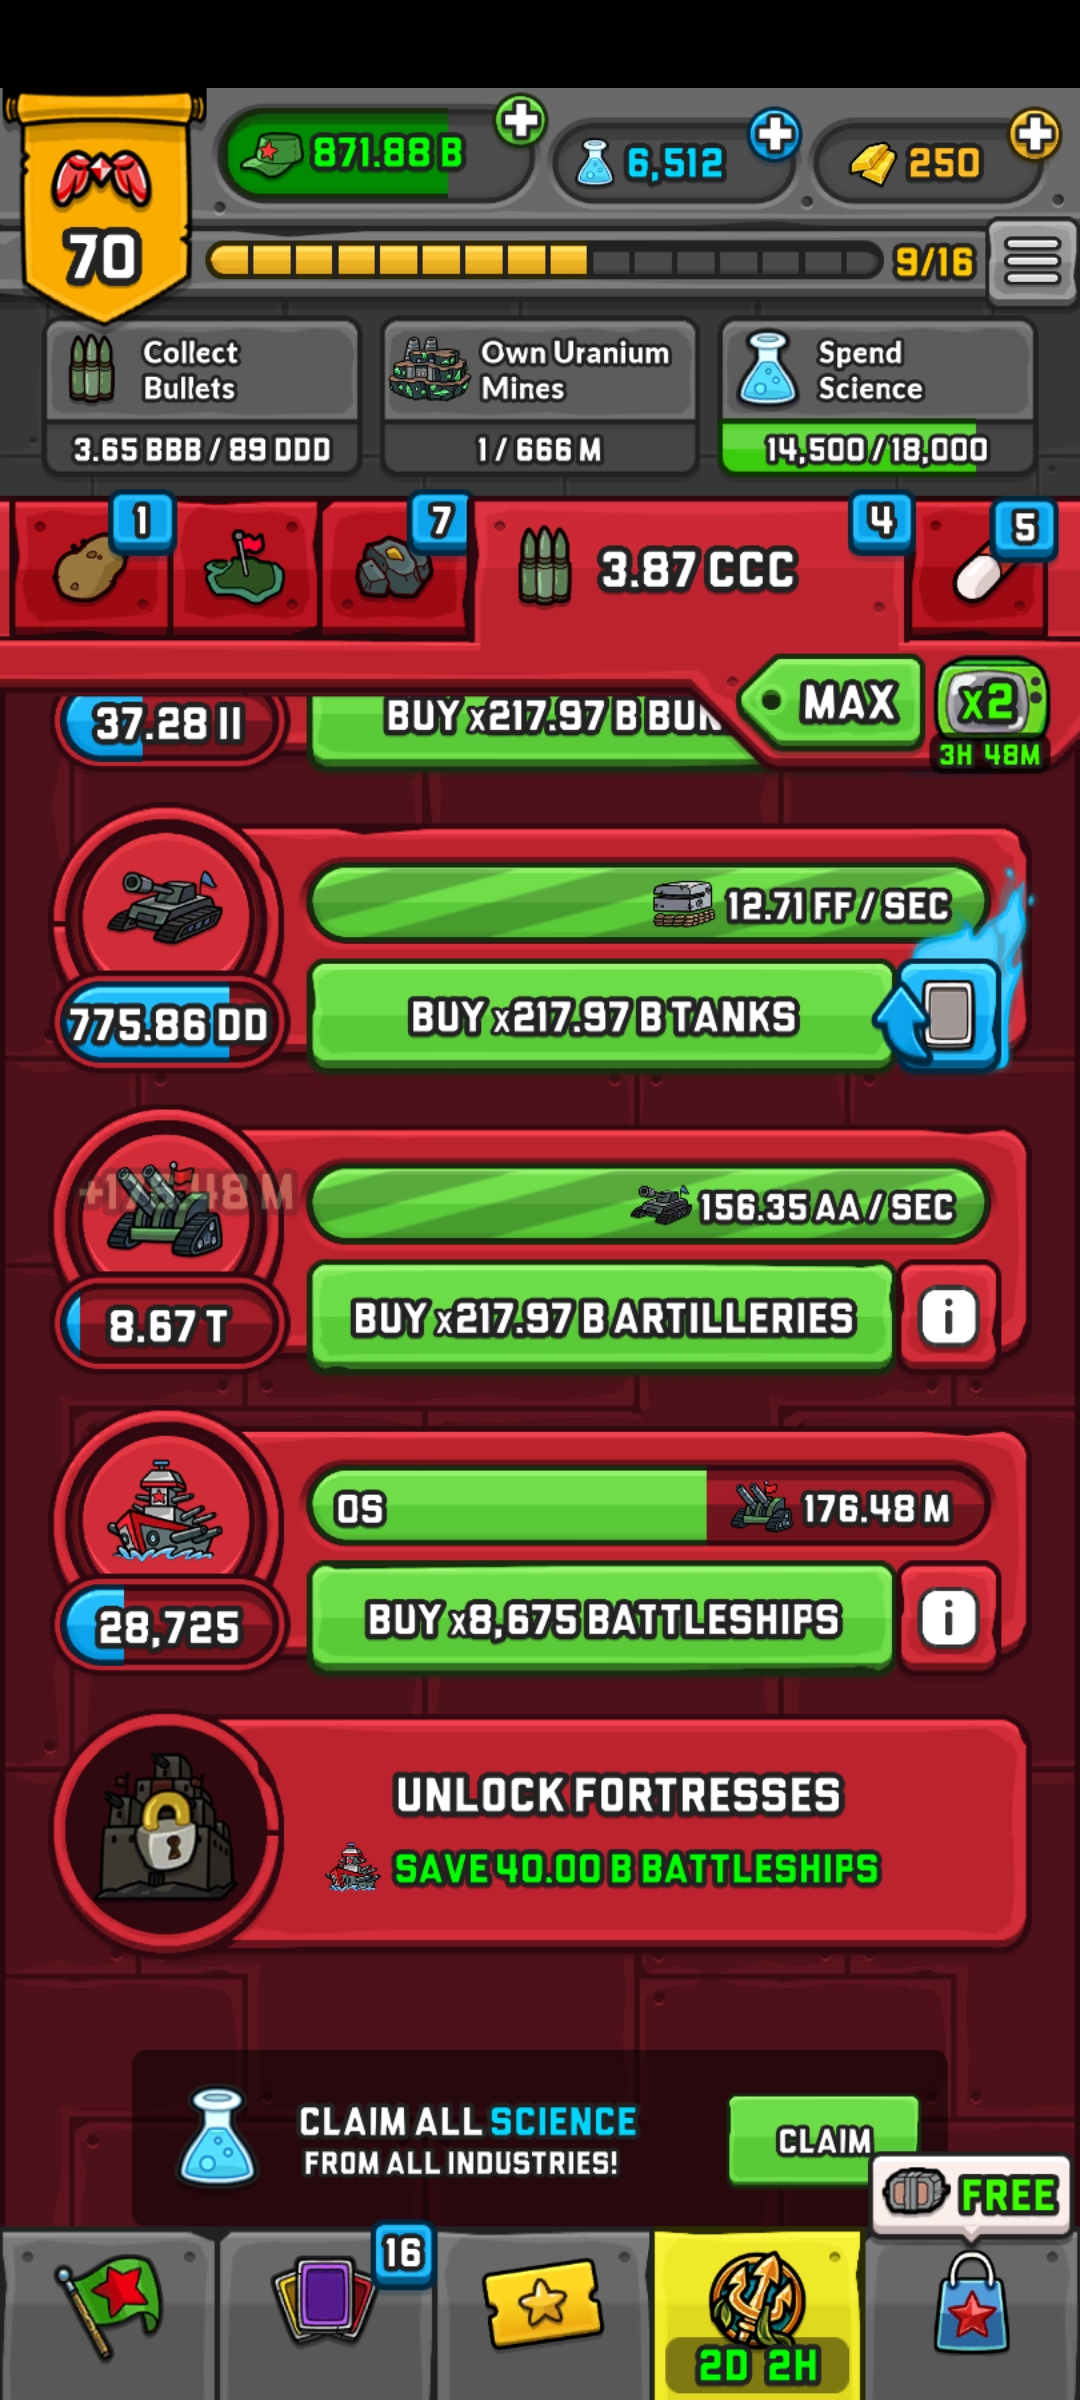 871.88 B
6,512
250
70
9/16
Collect
Bullets
Own Uranium
Mines
Spend
Science
3.65 BBB / 89 DDD
1 / 666 M
14,500/18,000
1
7
3.87 CCC
4
5
MAX
x2
3H 48M
37.28 II
BUY x217.97 B
12.71 FF / SEC
775.86 DD
BUY x217.97 B TANKS
156.35 AA / SEC
8.67 T
BUY x217.97 B ARTILLERIES
i
0S
176.48 M
28,725
BUY x8,675 BATTLESHIPS
i
UNLOCK FORTRESSES
SAVE 40.00 B BATTLESHIPS
CLAIM ALL SCIENCE
FROM ALL INDUSTRIES!
CLAIM
FREE
16
2D 2H